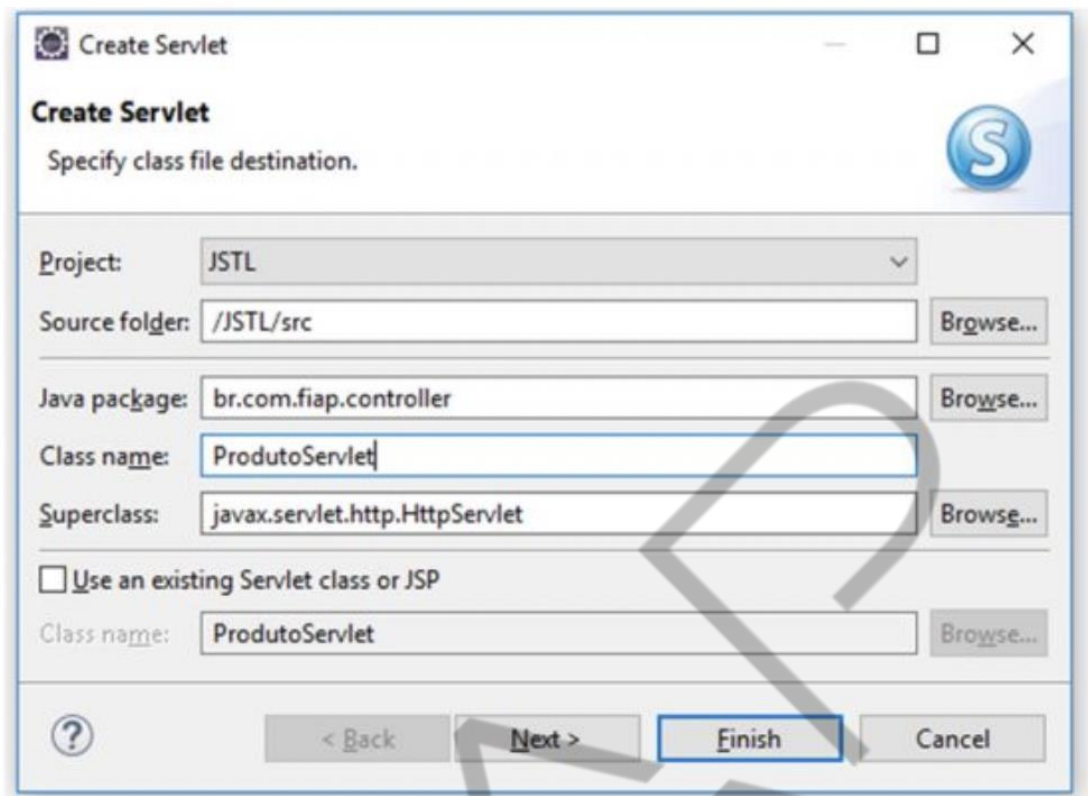 Create Servlet
Create Servlet
Specify class file destination.
Project: JSTL
Source folder: /JSTL/src Browse...
Java package: br.com.fiap.controller Browse...
Class name: ProdutoServlet
Superclass: javax.servlet.http.HttpServlet Browse...
Use an existing Servlet class or JSP
Class name: ProdutoServlet Browse...
? < Back Next > Finish Cancel